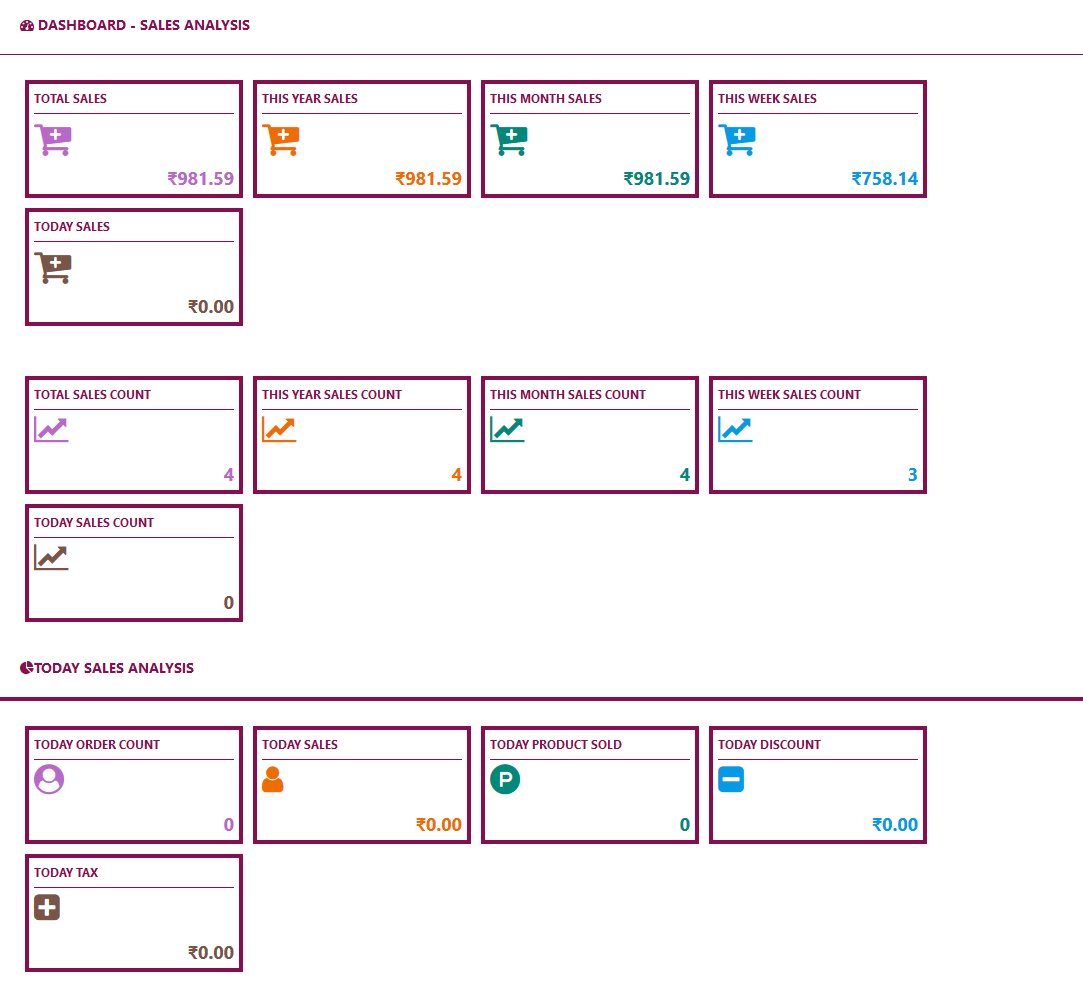 DASHBOARD - SALES ANALYSIS
TOTAL SALES
₹981.59
THIS YEAR SALES
₹981.59
THIS MONTH SALES
₹981.59
THIS WEEK SALES
₹758.14
TODAY SALES
₹0.00
TOTAL SALES COUNT
4
THIS YEAR SALES COUNT
4
THIS MONTH SALES COUNT
4
THIS WEEK SALES COUNT
3
TODAY SALES COUNT
0
TODAY SALES ANALYSIS
TODAY ORDER COUNT
0
TODAY SALES
₹0.00
TODAY PRODUCT SOLD
P
0
TODAY DISCOUNT
₹0.00
TODAY TAX
₹0.00